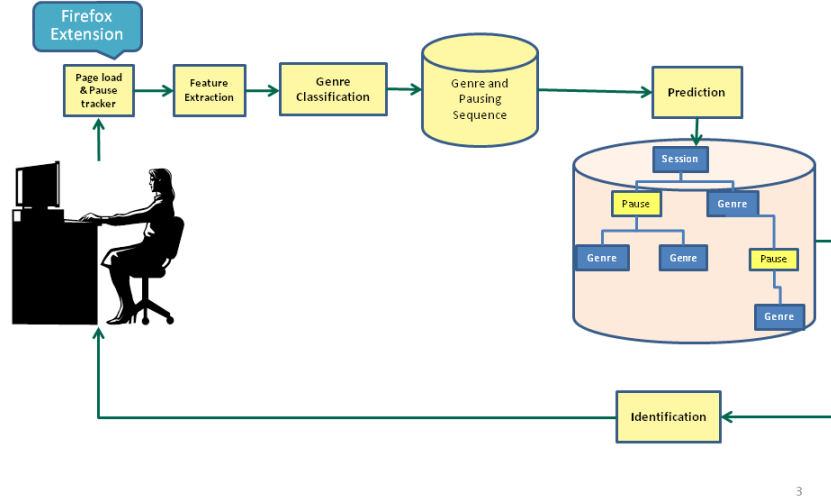 Firefox
Extension
Page load
& Pause
tracker
Feature
Extraction
Genre
Classification
Genre and
Pausing
Sequence
Prediction
Session
Pause
Genre
Genre
Genre
Pause
Genre
Identification
3